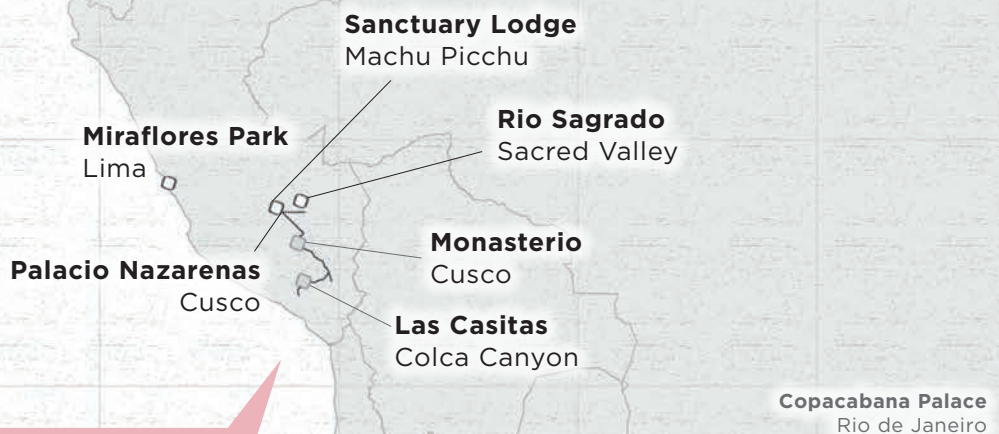 Sanctuary Lodge
Machu Picchu
Rio Sagrado
Sacred Valley
Miraflores Park
Lima
Monasterio
Cusco
Palacio Nazarenas
Cusco
Las Casitas
Colca Canyon
Copacabana Palace
Rio de Janeiro